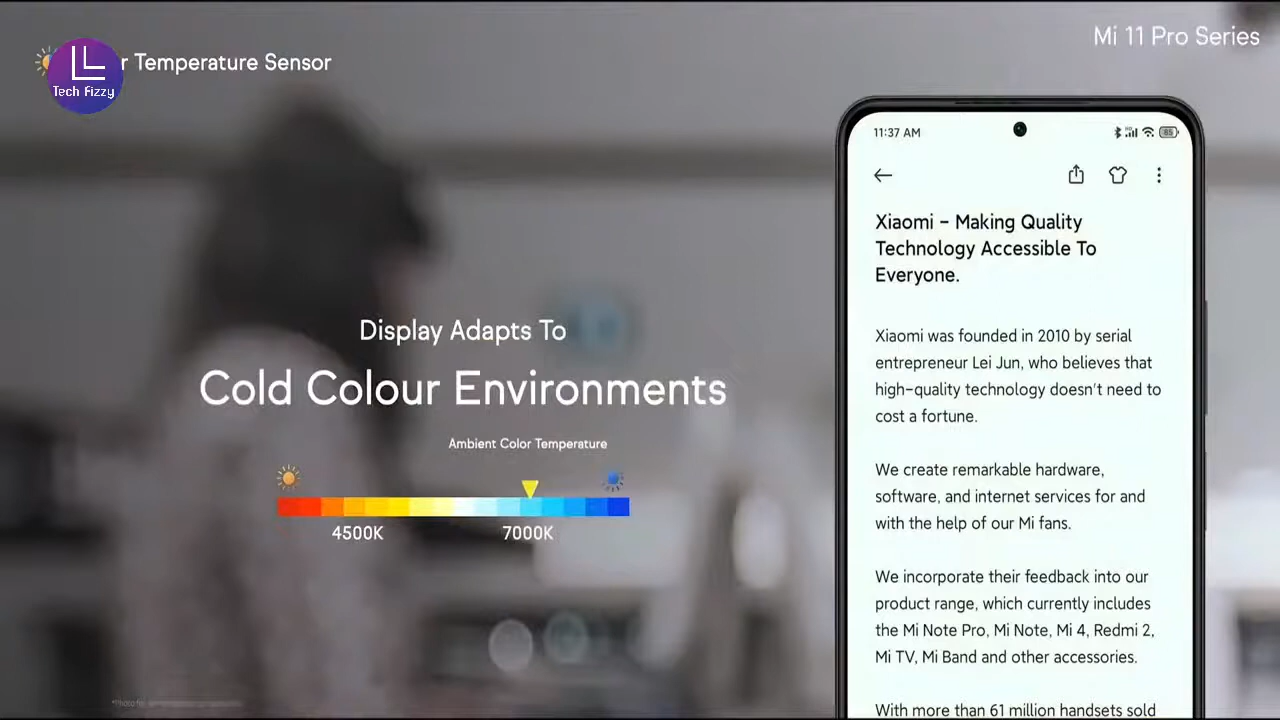 Mi 11 Pro Series
r Temperature Sensor
Tech Fizzy
Display Adapts To
Cold Colour Environments
Ambient Color Temperature
4500K
7000K
11:37 AM
85
Xiaomi – Making Quality
Technology Accessible To
Everyone.
Xiaomi was founded in 2010 by serial
entrepreneur Lei Jun, who believes that
high-quality technology doesn't need to
cost a fortune.
We create remarkable hardware,
software, and internet services for and
with the help of our Mi fans.
We incorporate their feedback into our
product range, which currently includes
the Mi Note Pro, Mi Note, Mi 4, Redmi 2,
Mi TV, Mi Band and other accessories.
With more than 61 million handsets sold